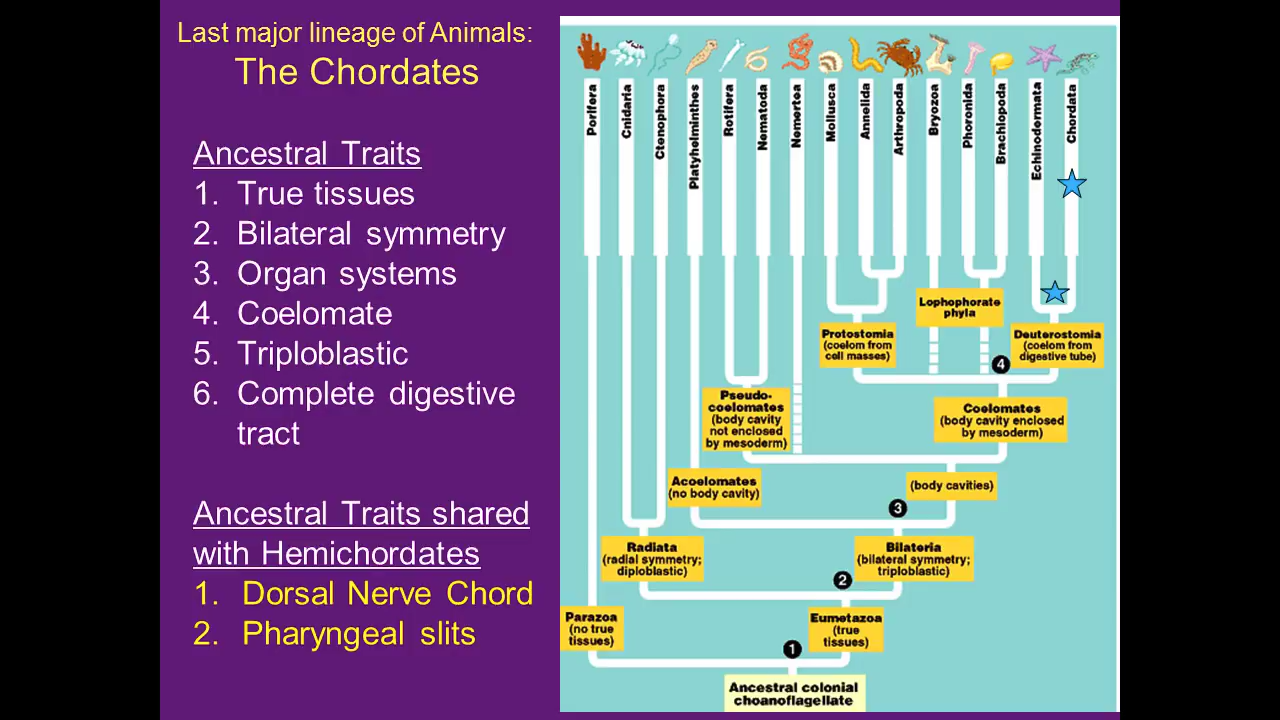 Last major lineage of Animals:
The Chordates
Ancestral Traits
1. True tissues
2. Bilateral symmetry
3. Organ systems
4. Coelomate
5. Triploblastic
6. Complete digestive
tract
Ancestral Traits shared
with Hemichordates
1. Dorsal Nerve Chord
2. Pharyngeal slits
Porifera
Cnidaria
Ctenophora
Platyhelminthes
Rotifera
Nematoda
Nemertea
Mollusca
Annelida
Arthropoda
Bryozoa
Phoronida
Brachiopoda
Echinodermata
Chordata
Lophophorate
phyla
Protostomia
(coelom from
cell masses)
Deuterostomia
(coelom from
digestive tube)
4
Pseudo-
coelomates
(body cavity
not enclosed
by mesoderm)
Coelomates
(body cavity enclosed
by mesoderm)
Acoelomates
(no body cavity)
(body cavities)
3
Radiata
(radial symmetry;
diploblastic)
Bilateria
(bilateral symmetry;
triploblastic)
2
Parazoa
(no true
tissues)
Eumetazoa
(true
tissues)
1
Ancestral colonial
choanoflagellate